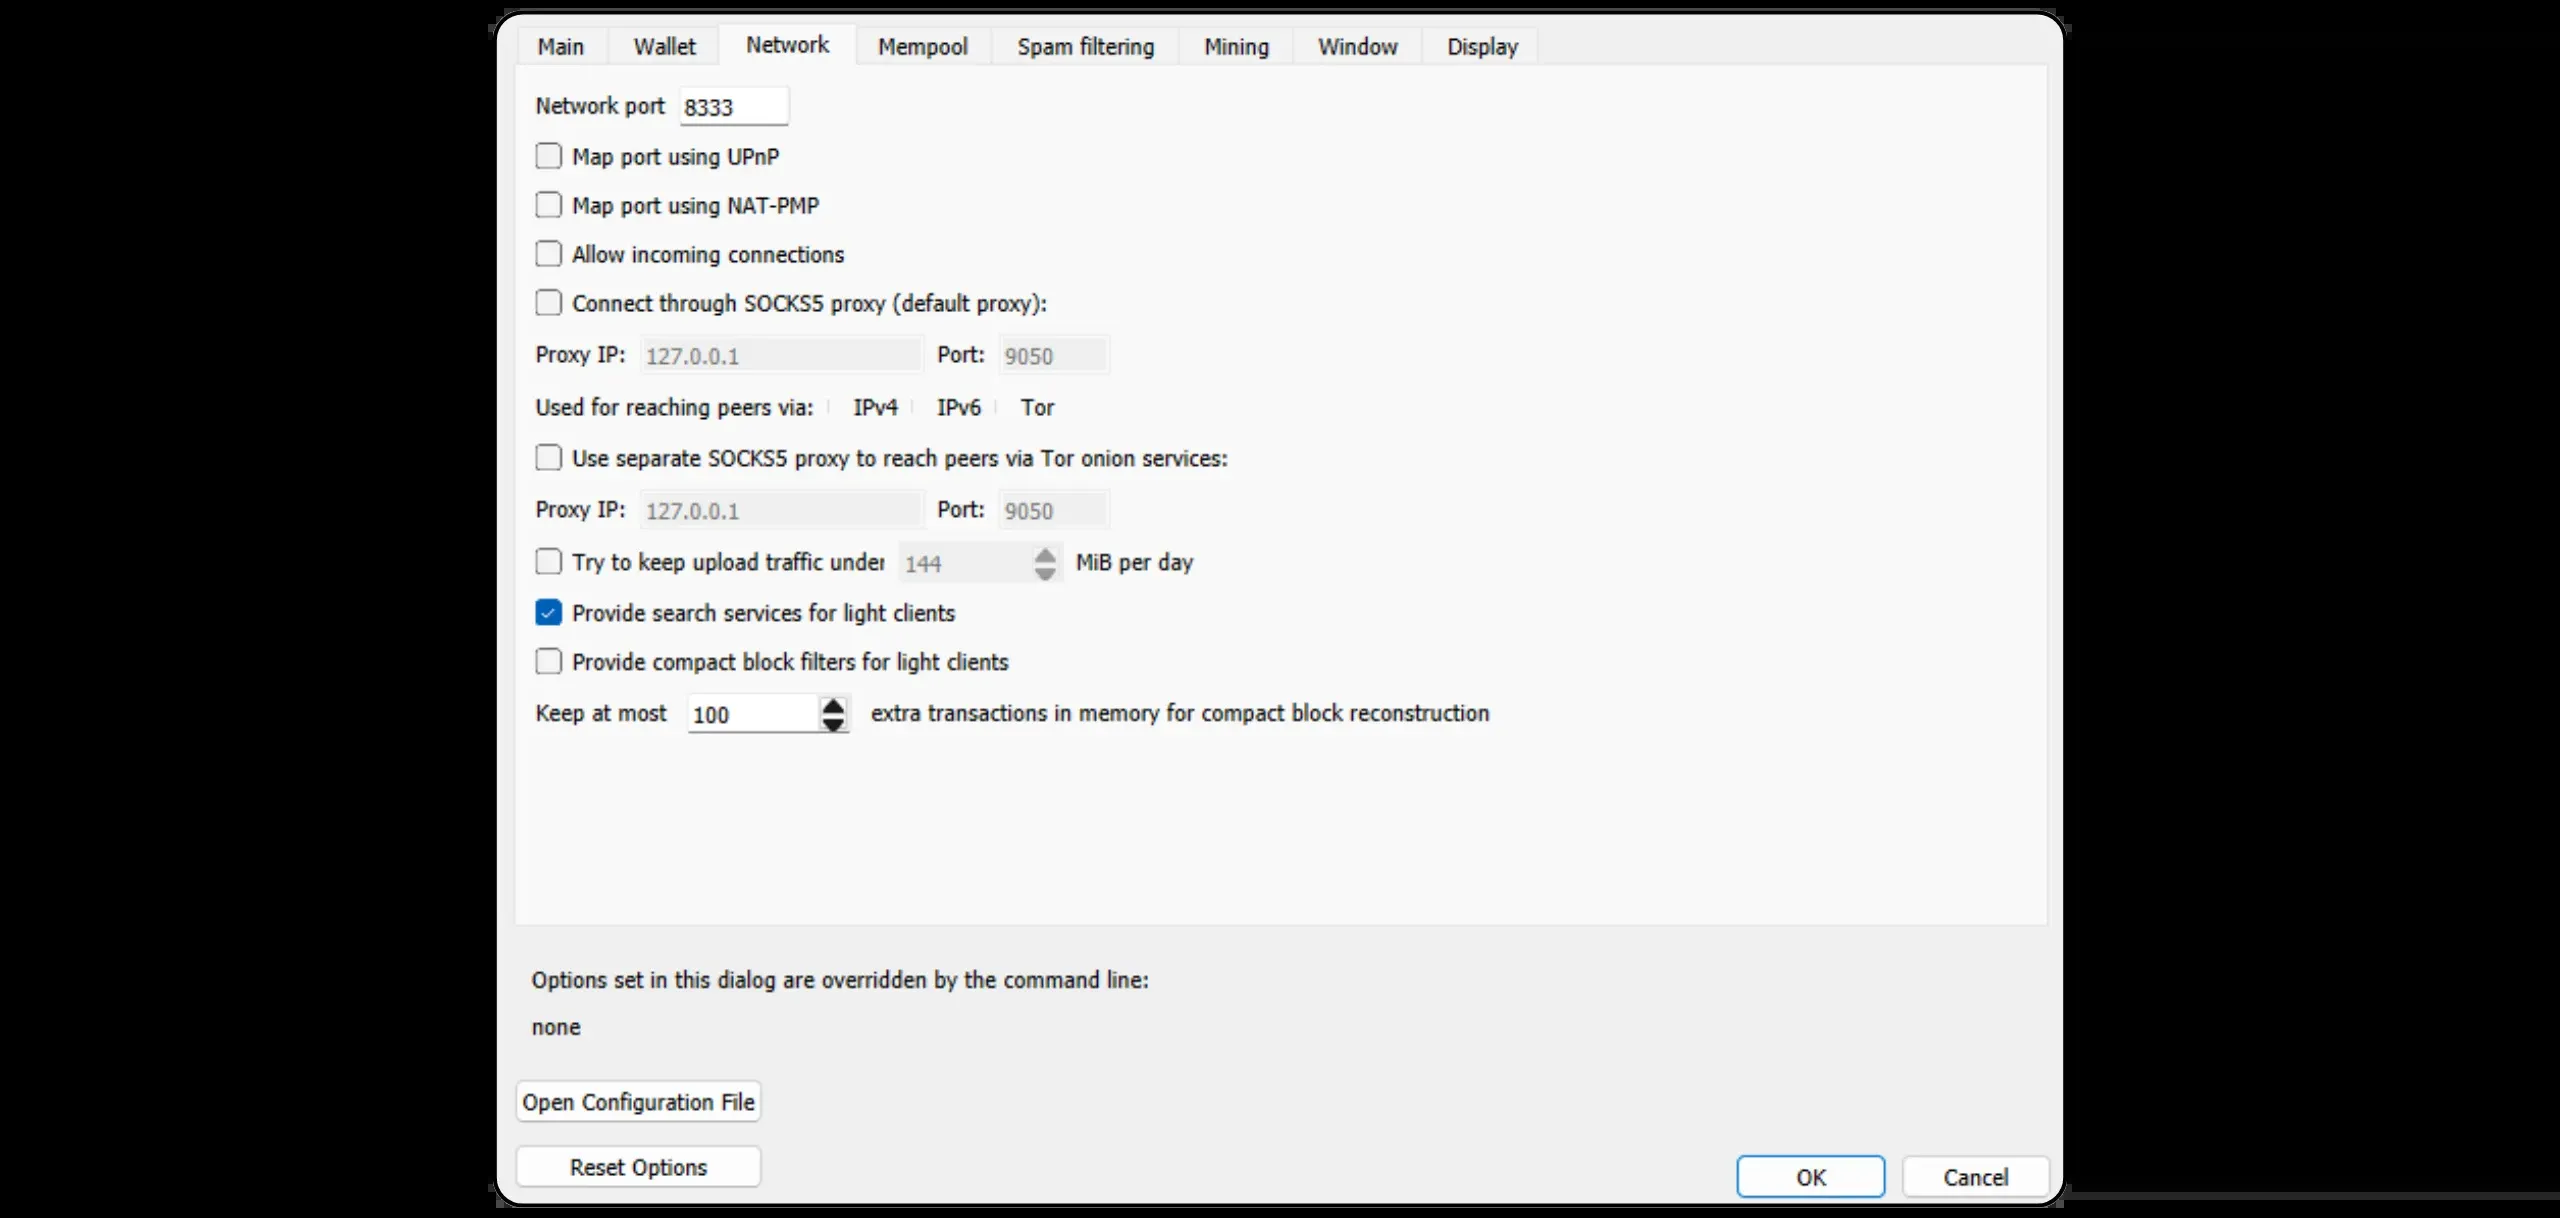 Main Wallet Network Mempool Spam filtering Mining Window Display
Network port 8333
Map port using UPnP
Map port using NAT-PMP
Allow incoming connections
Connect through SOCKS5 proxy (default proxy):
Proxy IP: 127.0.0.1 Port: 9050
Used for reaching peers via: IPv4 IPv6 Tor
Use separate SOCKS5 proxy to reach peers via Tor onion services:
Proxy IP: 127.0.0.1 Port: 9050
Try to keep upload traffic under 144 MiB per day
Provide search services for light clients
Provide compact block filters for light clients
Keep at most 100 extra transactions in memory for compact block reconstruction
Options set in this dialog are overridden by the command line:
none
Open Configuration File
Reset Options OK Cancel